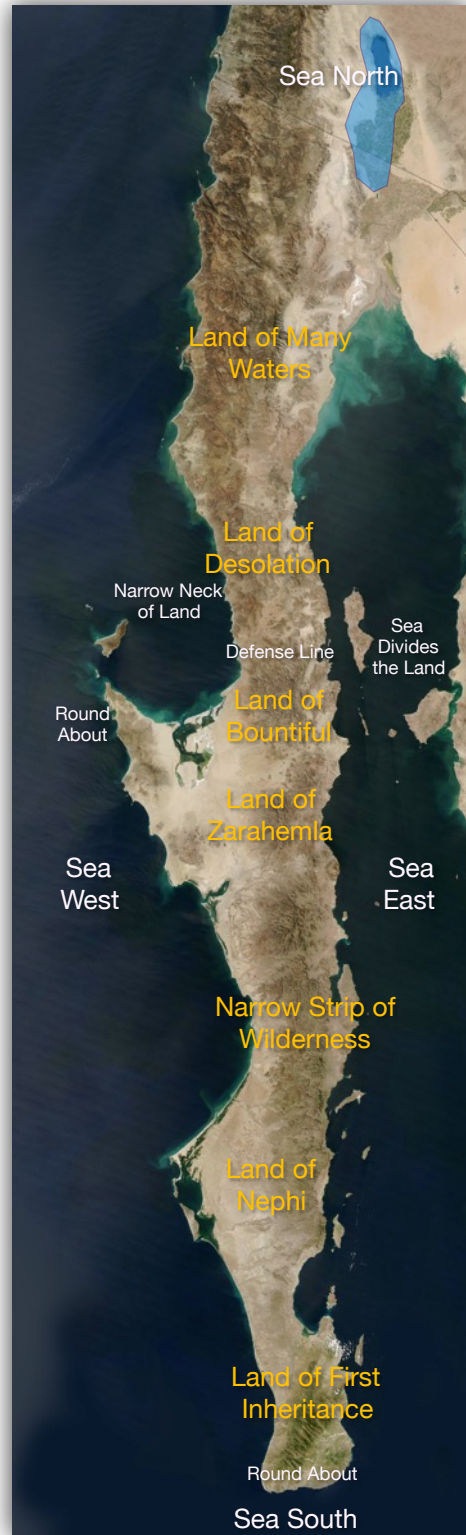 Sea North
Land of Many
Waters
Land of
Desolation
Narrow Neck
of Land
Sea
Divides
the Land
Defense Line
Land of
Bountiful
Round
About
Land of
Zarahemla
Sea
West
Sea
East
Narrow Strip of
Wilderness
Land of
Nephi
Land of First
Inheritance
Round About
Sea South